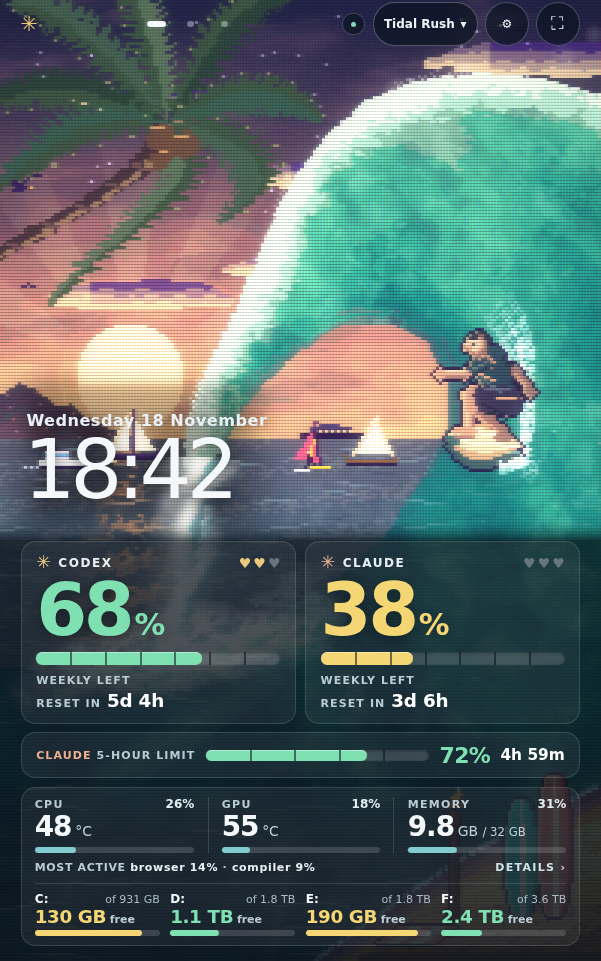 Tidal Rush ▾
Wednesday 18 November
18:42
CODEX
68%
WEEKLY LEFT
RESET IN 5d 4h
CLAUDE
38%
WEEKLY LEFT
RESET IN 3d 6h
CLAUDE 5-HOUR LIMIT 72% 4h 59m
CPU 26%
48 °C
GPU 18%
55 °C
MEMORY 31%
9.8 GB / 32 GB
MOST ACTIVE browser 14% · compiler 9% DETAILS ›
C: of 931 GB
130 GB free
D: of 1.8 TB
1.1 TB free
E: of 1.8 TB
190 GB free
F: of 3.6 TB
2.4 TB free